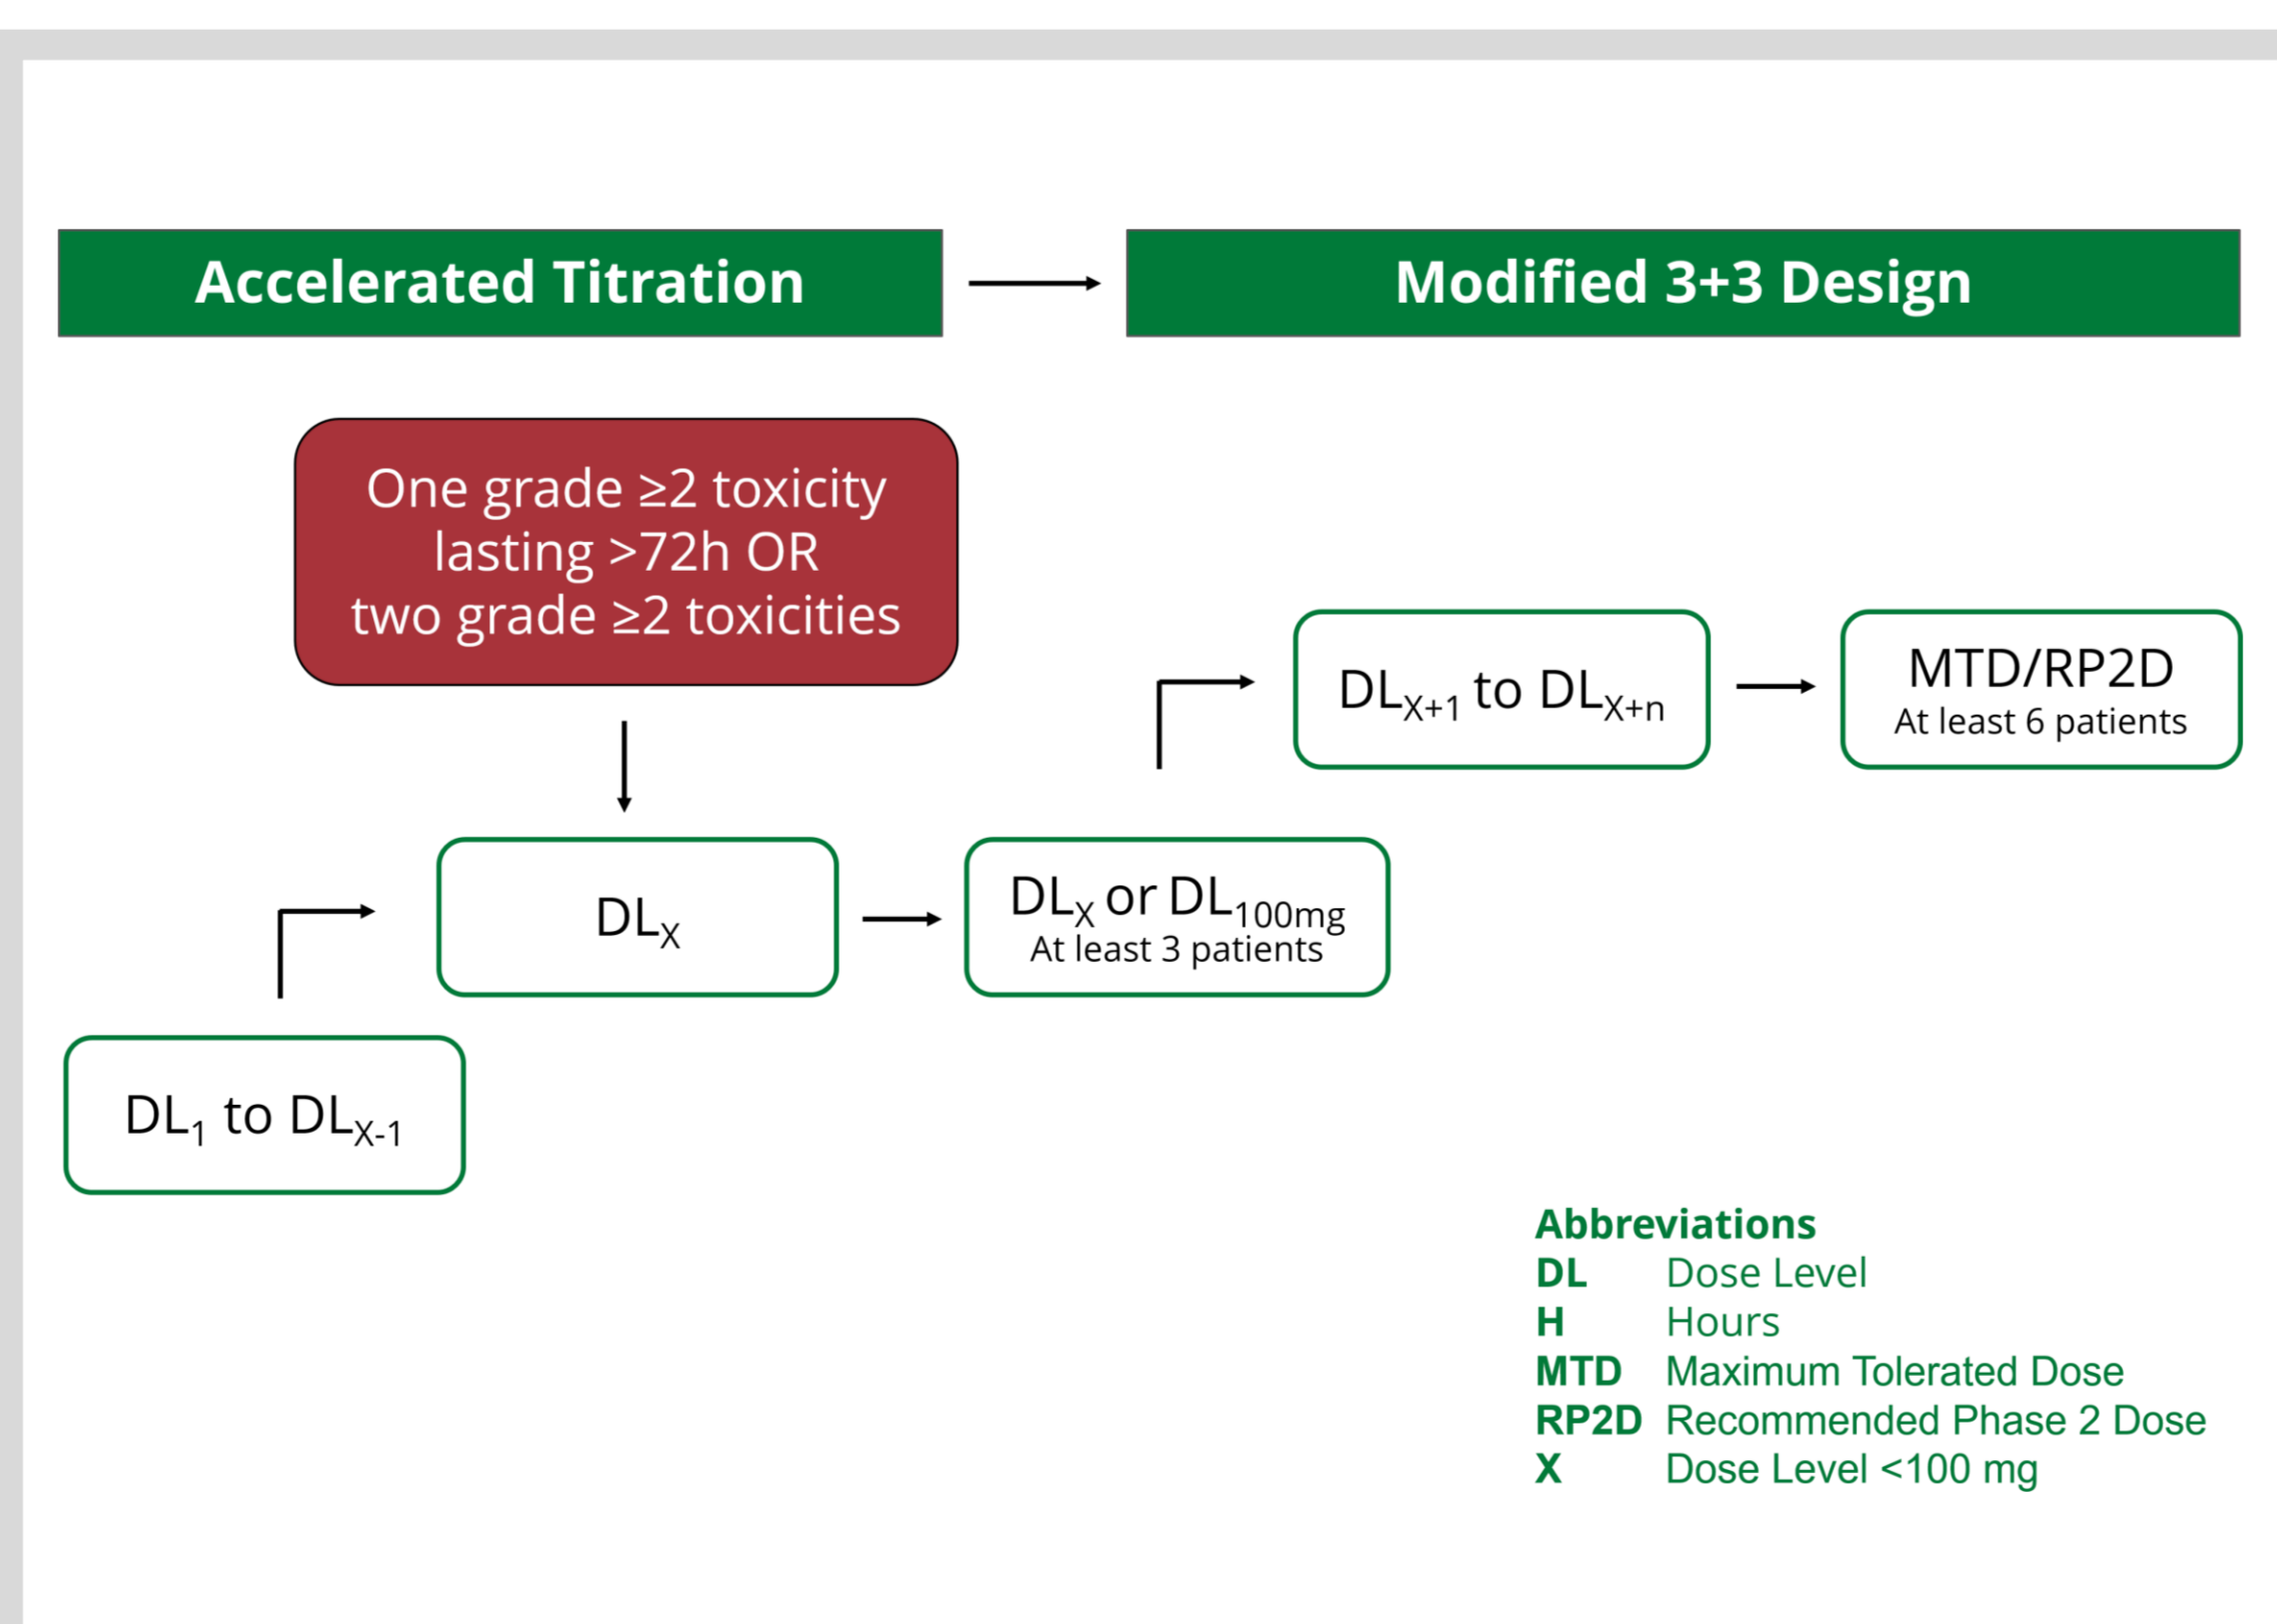 Accelerated Titration
Modified 3+3 Design
One grade ≥2 toxicity
lasting >72h OR
two grade ≥2 toxicities
DL₁ to DLX-1
DLX
DLX or DL100mg
At least 3 patients
DLX+1 to DLX+n
MTD/RP2D
At least 6 patients
Abbreviations
DL Dose Level
H Hours
MTD Maximum Tolerated Dose
RP2D Recommended Phase 2 Dose
X Dose Level <100 mg